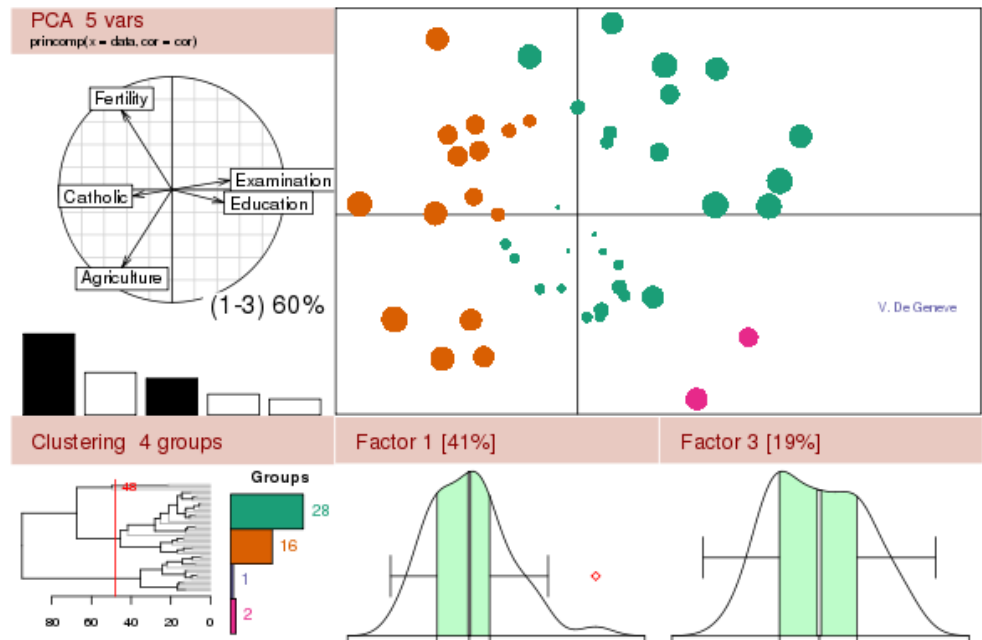 PCA 5 vars
princomp(x = data, cor = cor)
Fertility
Examination
Catholic
Education
Agriculture
(1-3) 60%
V. De Geneve
Clustering 4 groups
Factor 1 [41%]
Factor 3 [19%]
Groups
48
28
16
1
2
80 60 40 20 0